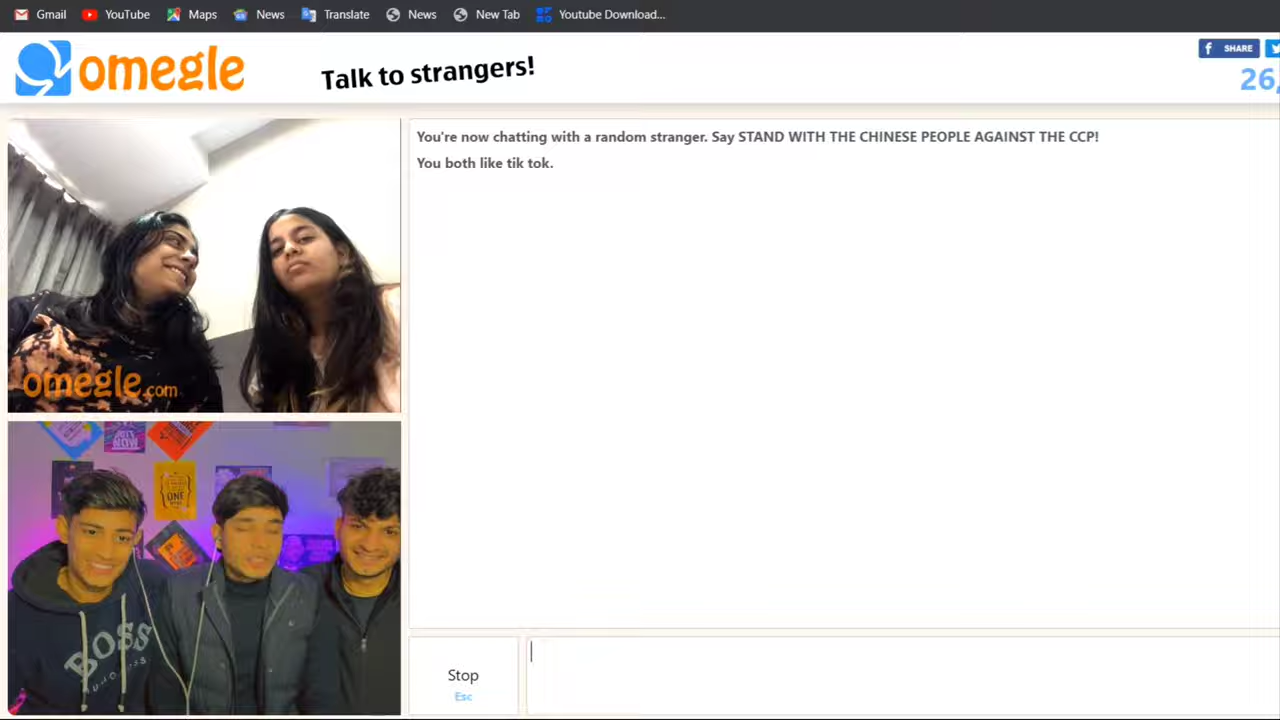 Gmail YouTube Maps News Translate News New Tab Youtube Download...
omegle Talk to strangers!
SHARE
26,
You're now chatting with a random stranger. Say STAND WITH THE CHINESE PEOPLE AGAINST THE CCP!
You both like tik tok.
omegle.com
ONE
BOSS
Stop
Esc